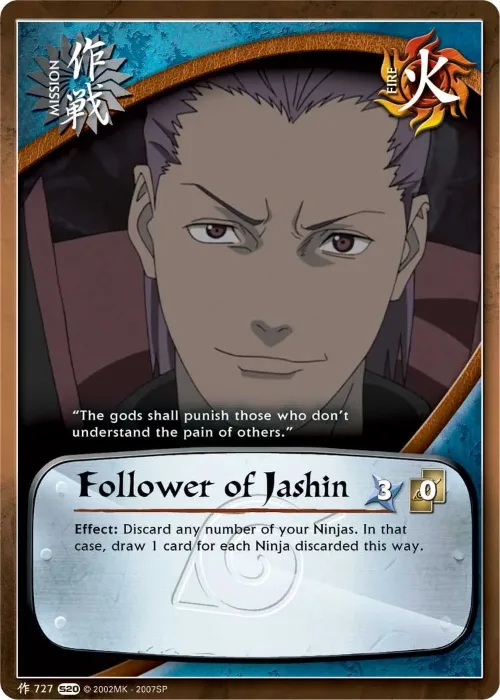 MISSION
作戦
FIRE
火
“The gods shall punish those who don’t
understand the pain of others.”
Follower of Jashin 3 0
Effect: Discard any number of your Ninjas. In that
case, draw 1 card for each Ninja discarded this way.
作 727 S20 © 2002MK - 2007SP